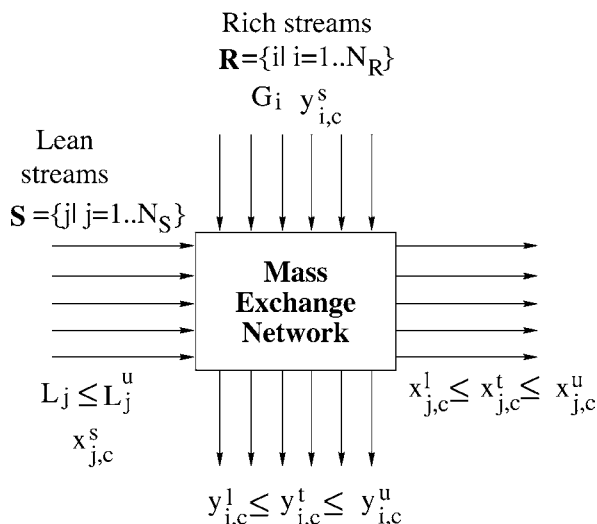 Rich streams
R={i| i=1..N_R}
G_i y^s_{i,c}
Lean
streams
S ={j| j=1..N_S}
Mass
Exchange
Network
L_j ≤ L^u_j
x^s_{j,c}
x^l_{j,c} ≤ x^t_{j,c} ≤ x^u_{j,c}
y^l_{i,c} ≤ y^t_{i,c} ≤ y^u_{i,c}